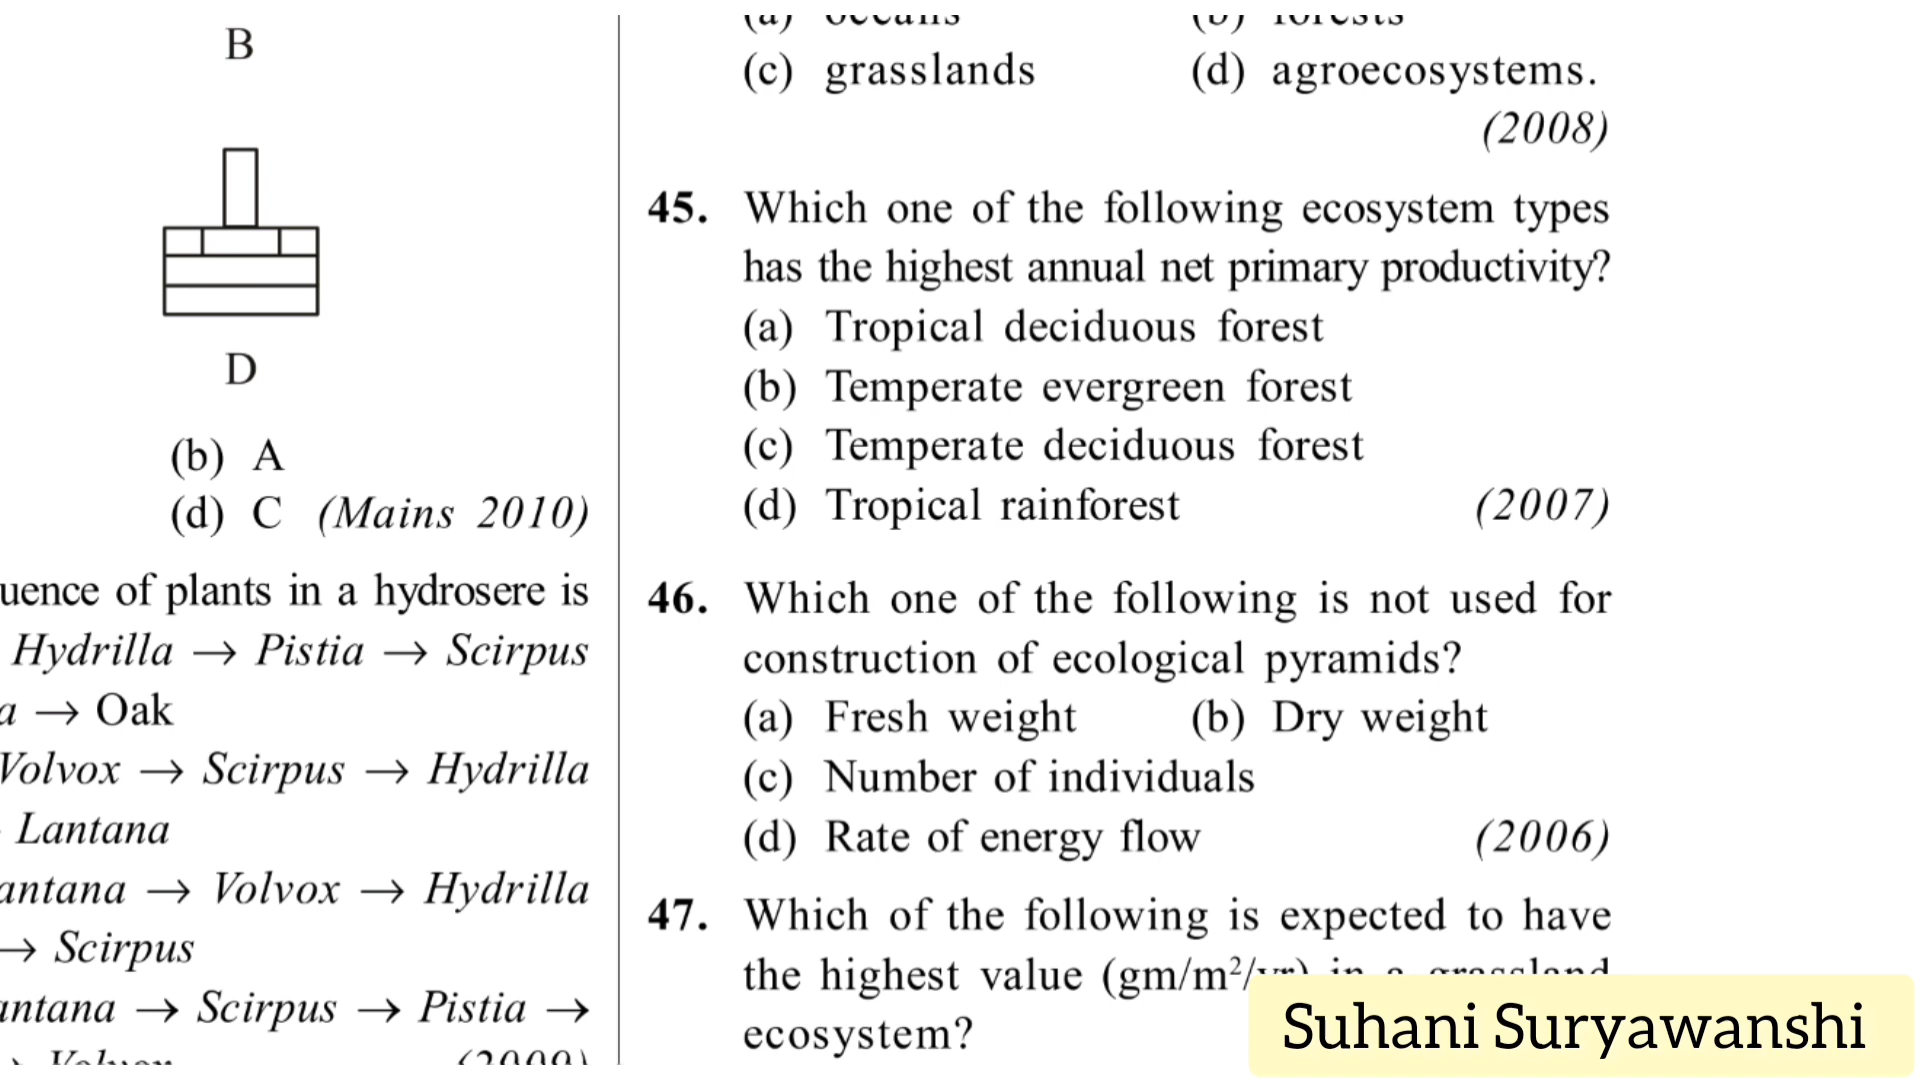 B
D
(b) A
(d) C (Mains 2010)
uence of plants in a hydrosere is
Hydrilla → Pistia → Scirpus
a → Oak
Volvox → Scirpus → Hydrilla
Lantana
antana → Volvox → Hydrilla
→ Scirpus
antana → Scirpus → Pistia →
(a) oceans (b) forests
(c) grasslands (d) agroecosystems.
(2008)
45. Which one of the following ecosystem types
has the highest annual net primary productivity?
(a) Tropical deciduous forest
(b) Temperate evergreen forest
(c) Temperate deciduous forest
(d) Tropical rainforest (2007)
46. Which one of the following is not used for
construction of ecological pyramids?
(a) Fresh weight (b) Dry weight
(c) Number of individuals
(d) Rate of energy flow (2006)
47. Which of the following is expected to have
the highest value (gm/m²/yr) in a grassland
ecosystem?
Suhani Suryawanshi